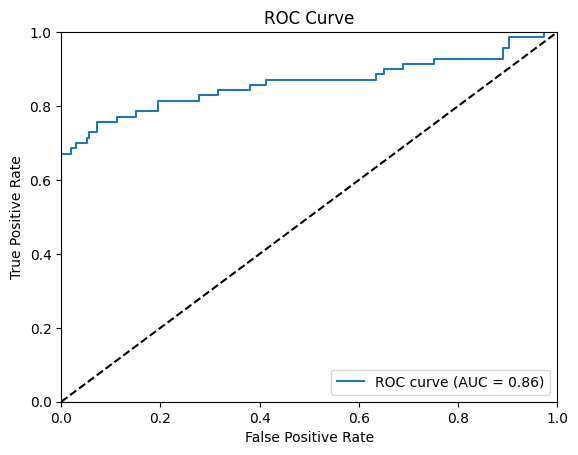 ROC Curve
True Positive Rate
1.0
0.8
0.6
0.4
0.2
0.0
ROC curve (AUC = 0.86)
0.0 0.2 0.4 0.6 0.8 1.0
False Positive Rate